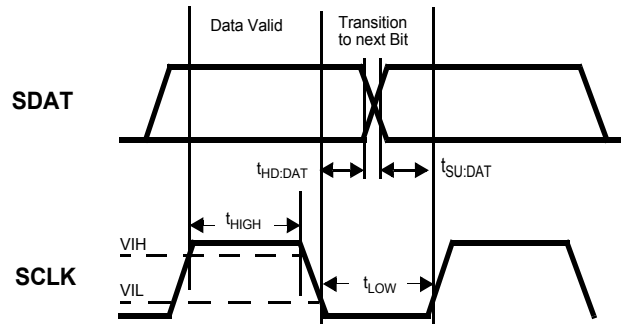 Data Valid
Transition
to next Bit
SDAT
tHD:DAT
tSU:DAT
tHIGH
VIH
SCLK
VIL
tLOW